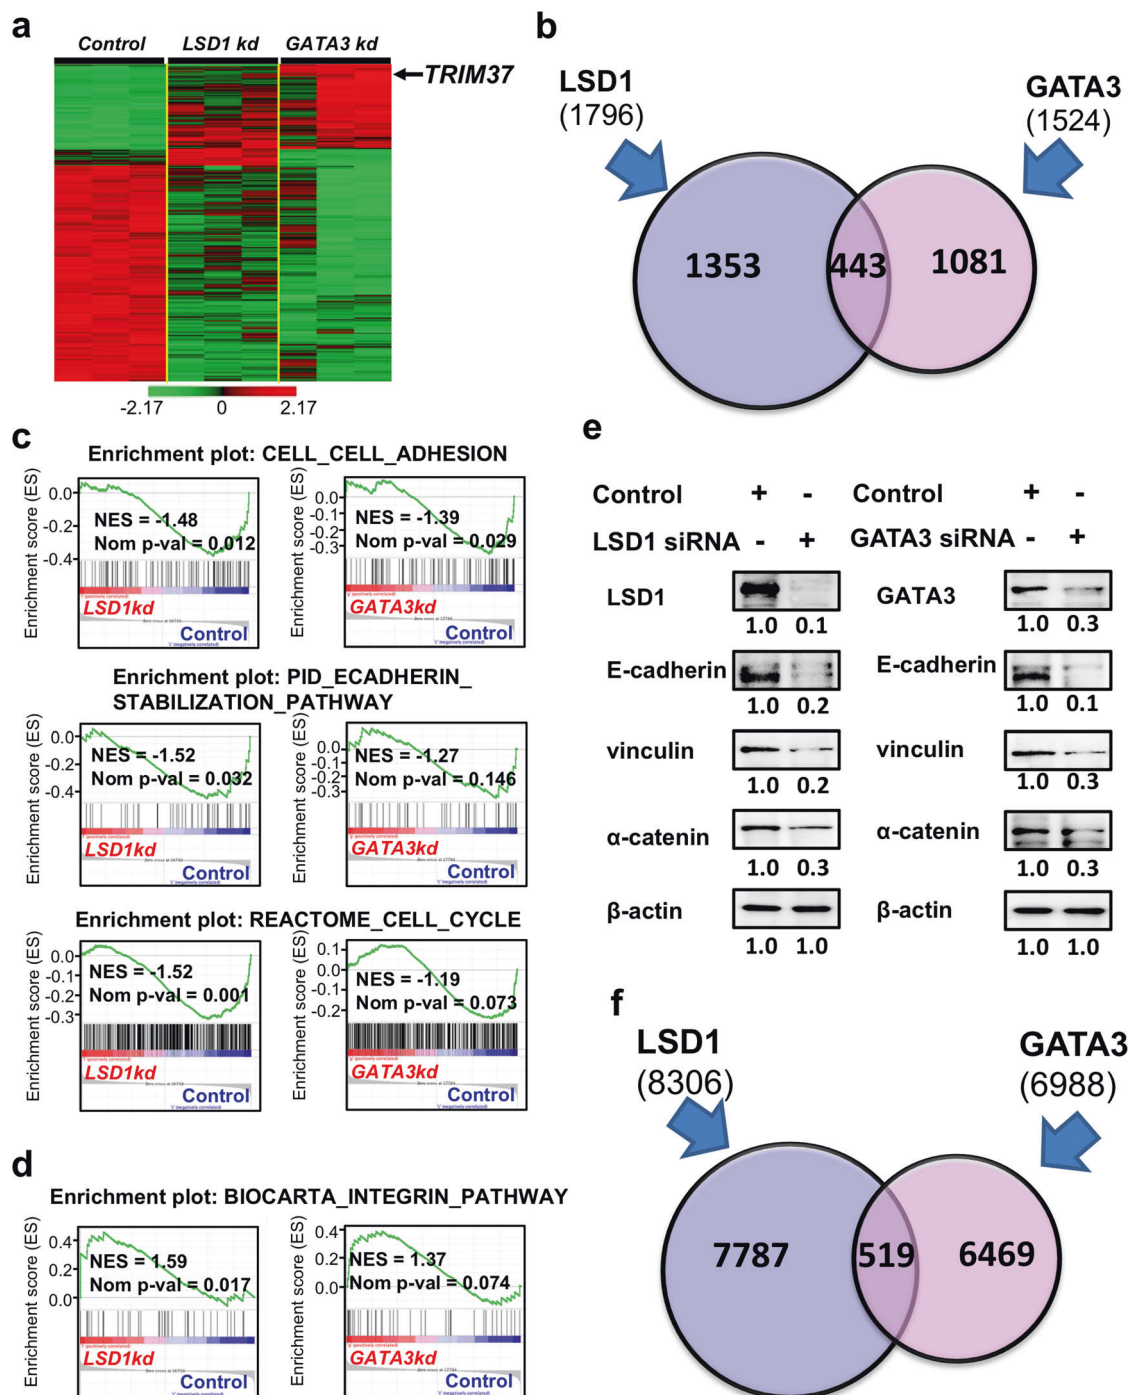 a
Control LSD1 kd GATA3 kd
TRIM37
-2.17 0 2.17
b
LSD1
(1796)
GATA3
(1524)
1353 443 1081
c
Enrichment plot: CELL_CELL_ADHESION
Enrichment score (ES)
0.0
-0.2
-0.4
NES = -1.48
Nom p-val = 0.012
LSD1kd
Control
Enrichment score (ES)
0.0
-0.1
-0.2
-0.3
NES = -1.39
Nom p-val = 0.029
GATA3kd
Control
Enrichment plot: PID_ECADHERIN_
STABILIZATION_PATHWAY
Enrichment score (ES)
0.0
-0.2
-0.4
NES = -1.52
Nom p-val = 0.032
LSD1kd
Control
Enrichment score (ES)
0.0
-0.1
-0.2
-0.3
NES = -1.27
Nom p-val = 0.146
GATA3kd
Control
Enrichment plot: REACTOME_CELL_CYCLE
Enrichment score (ES)
0.0
-0.1
-0.2
-0.3
NES = -1.52
Nom p-val = 0.001
LSD1kd
Control
Enrichment score (ES)
0.1
0.0
-0.1
-0.2
NES = -1.19
Nom p-val = 0.073
GATA3kd
Control
d
Enrichment plot: BIOCARTA_INTEGRIN_PATHWAY
Enrichment score (ES)
0.4
0.2
0.0
NES = 1.59
Nom p-val = 0.017
LSD1kd
Control
Enrichment score (ES)
0.4
0.2
0.0
NES = 1.37
Nom p-val = 0.074
GATA3kd
Control
e
Control + -
LSD1 siRNA - +
LSD1
1.0 0.1
E-cadherin
1.0 0.2
vinculin
1.0 0.2
α-catenin
1.0 0.3
β-actin
1.0 1.0
Control + -
GATA3 siRNA - +
GATA3
1.0 0.3
E-cadherin
1.0 0.1
vinculin
1.0 0.3
α-catenin
1.0 0.3
β-actin
1.0 1.0
f
LSD1
(8306)
GATA3
(6988)
7787 519 6469